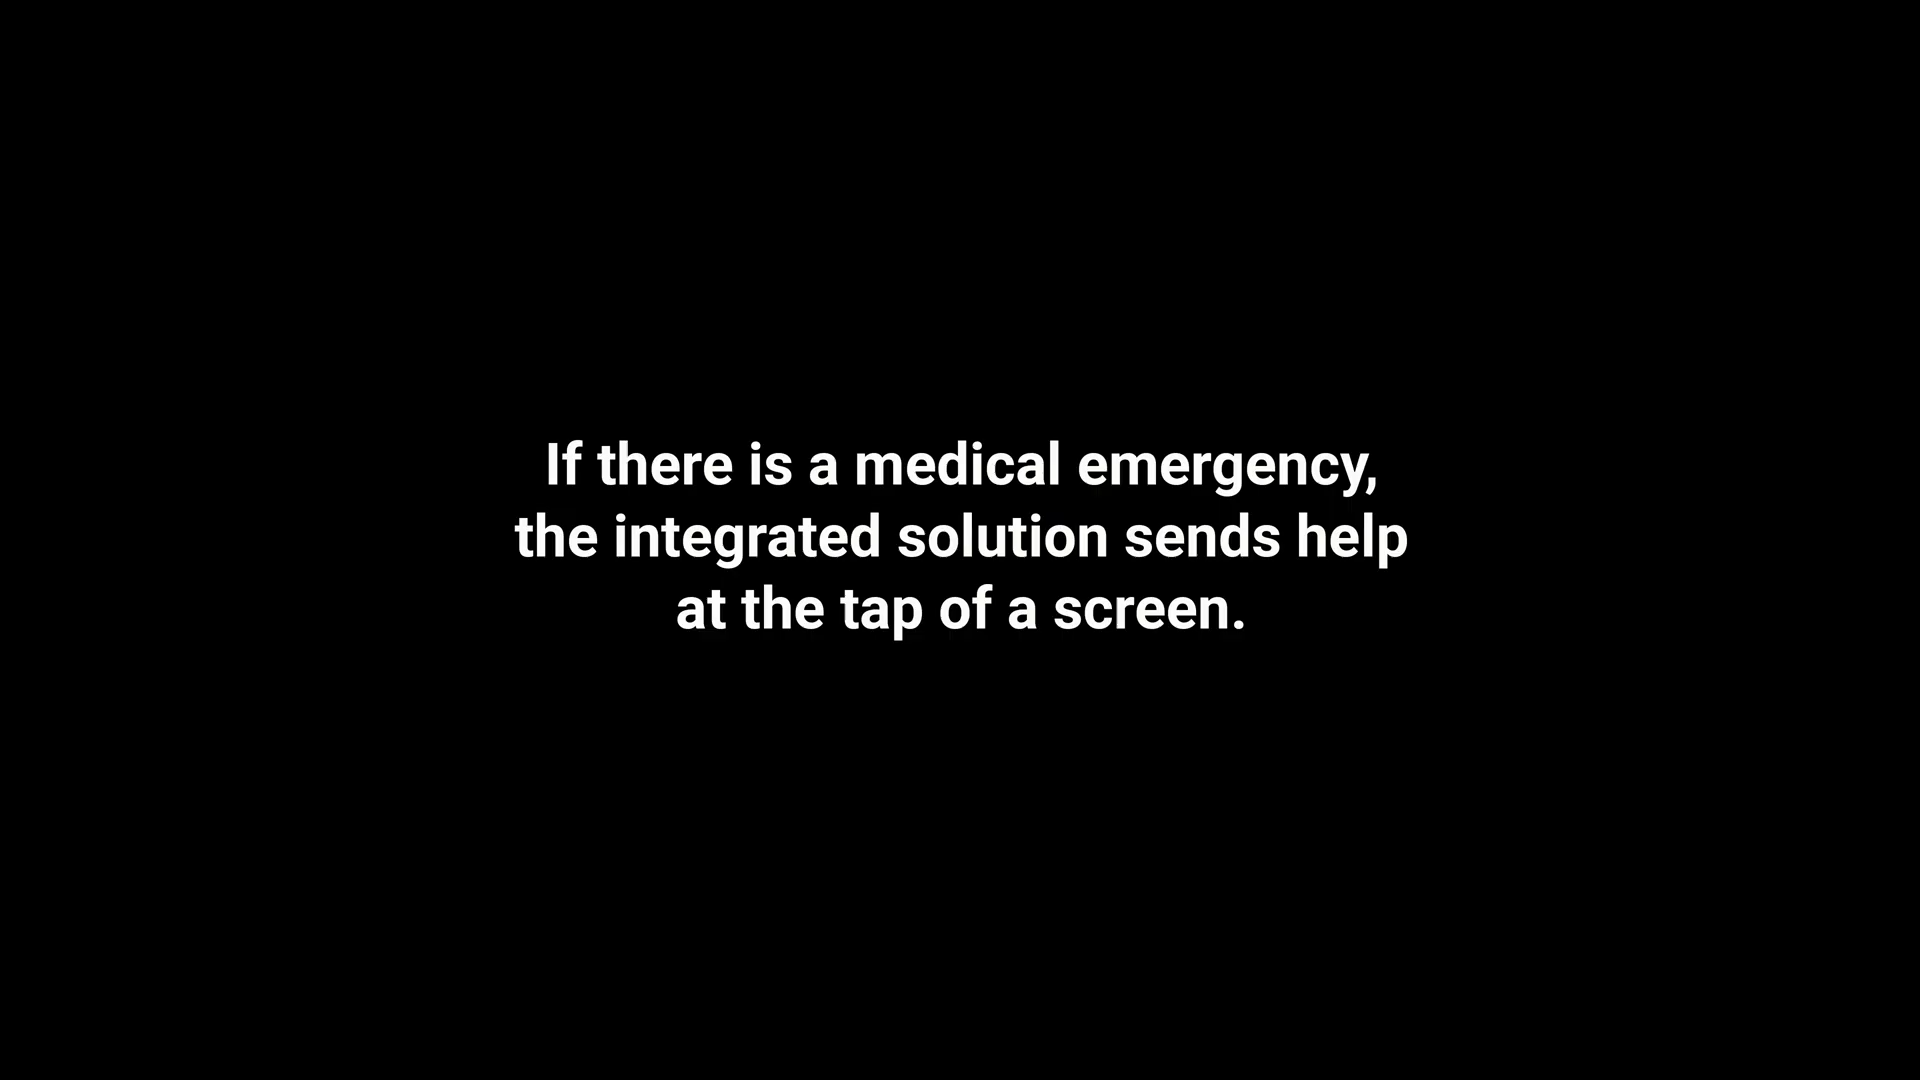 If there is a medical emergency,
the integrated solution sends help
at the tap of a screen.